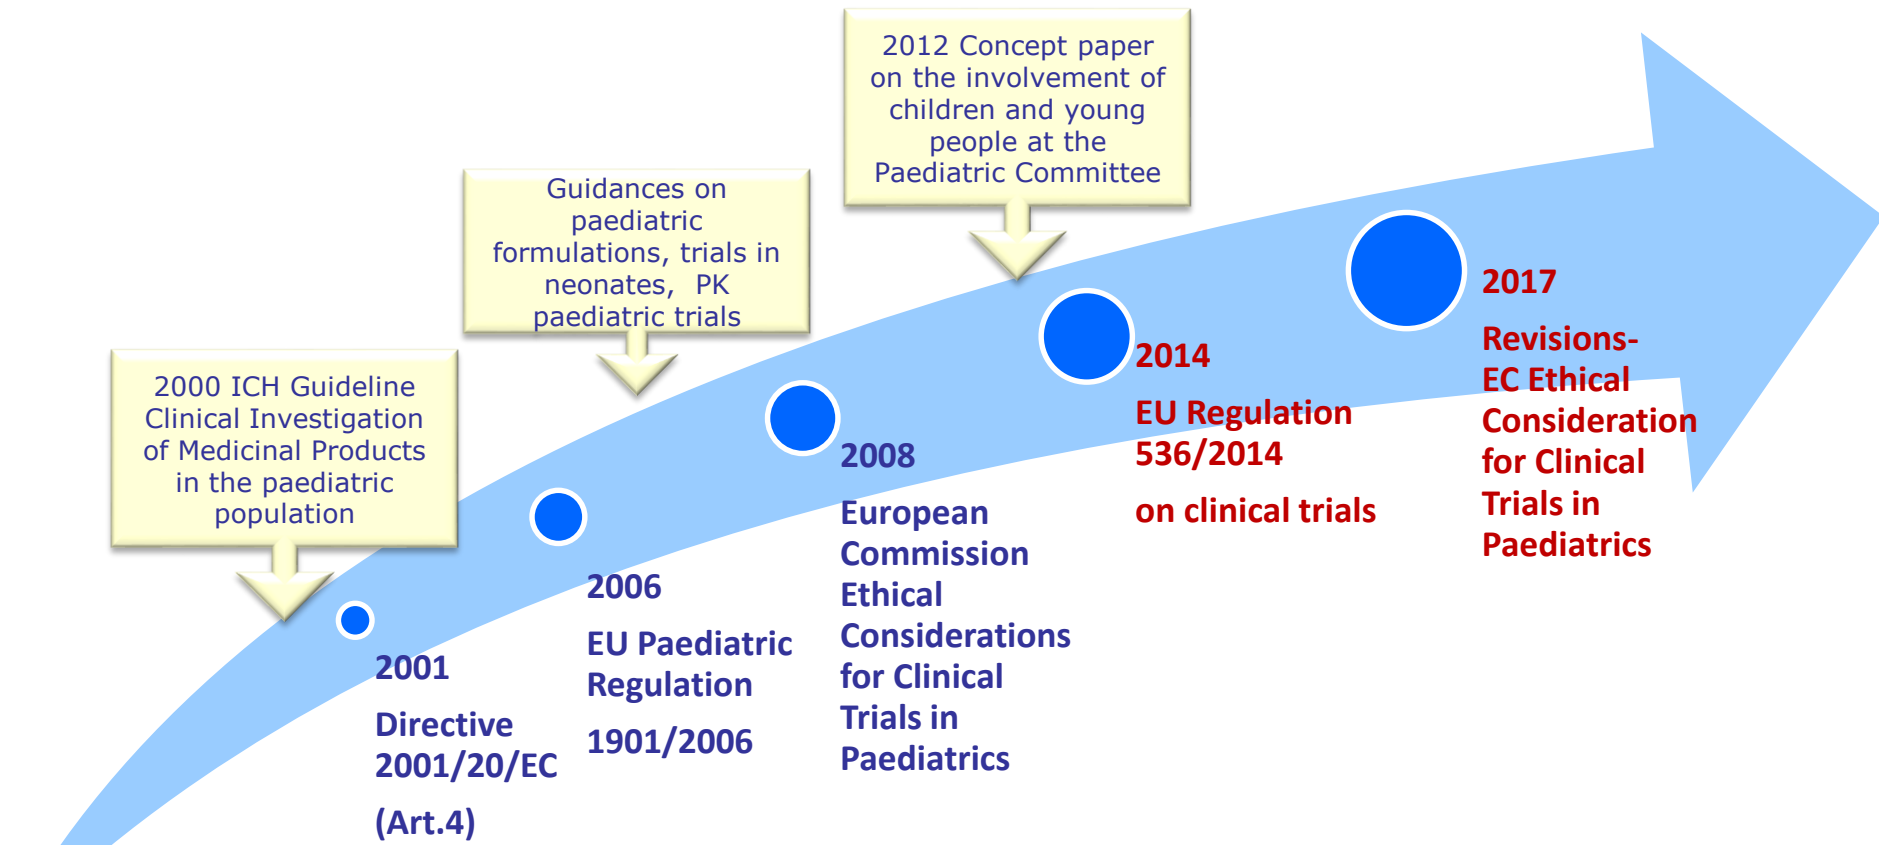 2000 ICH Guideline
Clinical Investigation
of Medicinal Products
in the paediatric
population
Guidances on
paediatric
formulations, trials in
neonates, PK
paediatric trials
2012 Concept paper
on the involvement of
children and young
people at the
Paediatric Committee
2001
Directive
2001/20/EC
(Art.4)
2006
EU Paediatric
Regulation
1901/2006
2008
European
Commission
Ethical
Considerations
for Clinical
Trials in
Paediatrics
2014
EU Regulation
536/2014
on clinical trials
2017
Revisions-
EC Ethical
Consideration
for Clinical
Trials in
Paediatrics